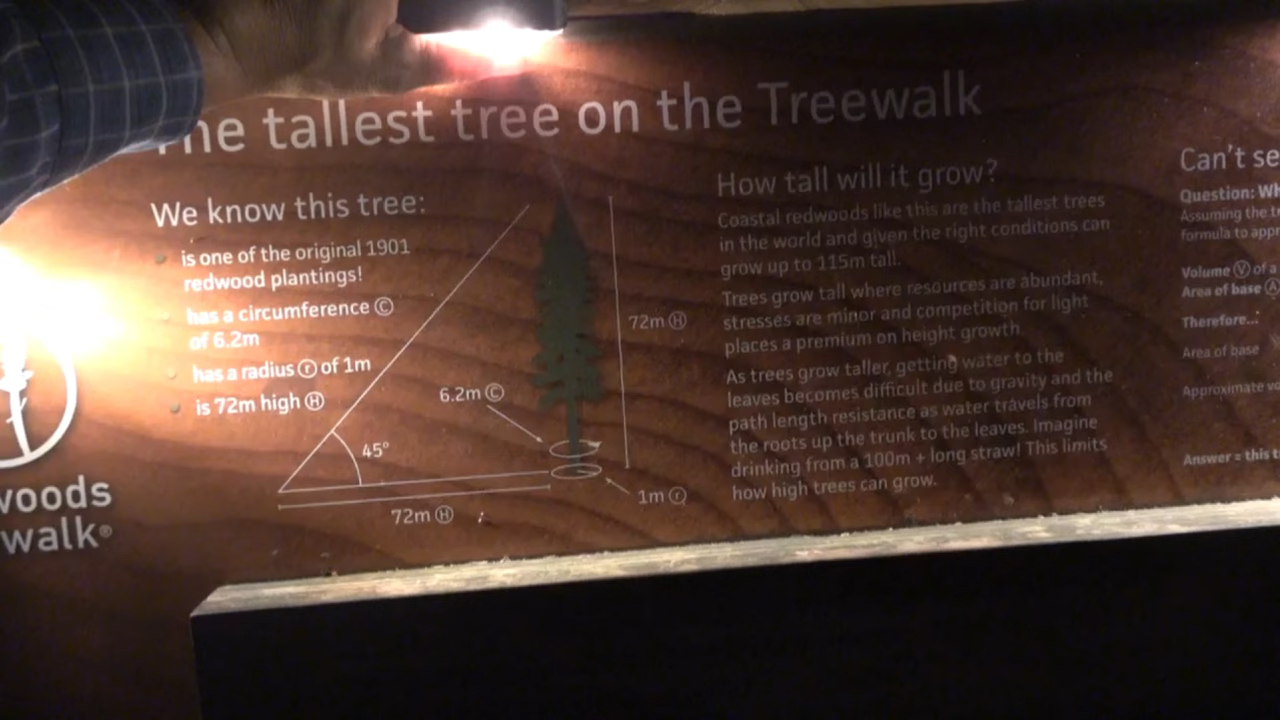 he tallest tree on the Treewalk
We know this tree:
is one of the original 1901
redwood plantings!
has a circumference Ⓒ
of 6.2m
has a radius ⓡ of 1m
is 72m high Ⓗ
45°
6.2m Ⓒ
72m Ⓗ
1m ⓡ
72m Ⓗ
How tall will it grow?
Coastal redwoods like this are the tallest trees
in the world and given the right conditions can
grow up to 115m tall.
Trees grow tall where resources are abundant,
stresses are minor and competition for light
places a premium on height growth
As trees grow taller, getting water to the
leaves becomes difficult due to gravity and the
path length resistance as water travels from
the roots up the trunk to the leaves. Imagine
drinking from a 100m + long straw! This limits
how high trees can grow.
Can't se
Question: Wh
Assuming the t
formula to appr
Volume Ⓥ of a
Area of base Ⓐ
Therefore...
Area of base
Approximate vo
Answer = this t
woods
walk®